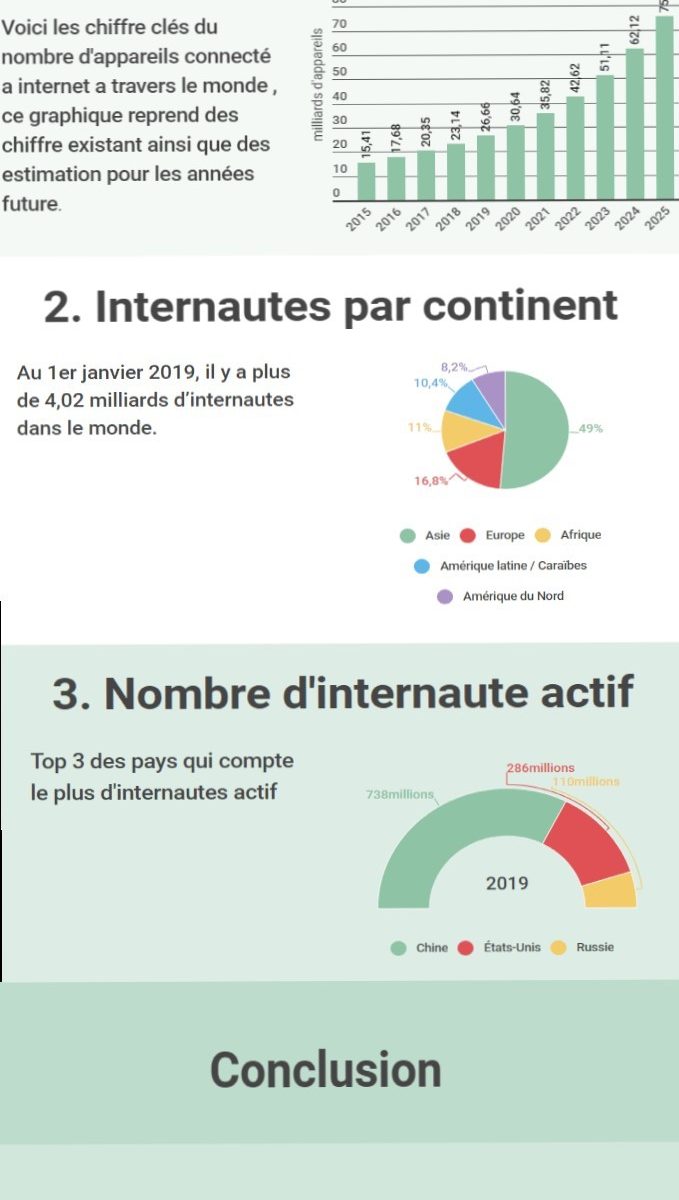 Voici les chiffre clés du
nombre d'appareils connecté
a internet a travers le monde ,
ce graphique reprend des
chiffre existant ainsi que des
estimation pour les années
future.
milliards d'appareils
70
60
50
40
30
20
10
0
15,41
17,68
20,35
23,14
26,66
30,64
35,82
42,62
51,11
62,12
2015
2016
2017
2018
2019
2020
2021
2022
2023
2024
2025
2. Internautes par continent
Au 1er janvier 2019, il y a plus
de 4,02 milliards d'internautes
dans le monde.
8,2%
10,4%
11%
49%
16,8%
Asie Europe Afrique
Amérique latine / Caraïbes
Amérique du Nord
3. Nombre d'internaute actif
Top 3 des pays qui compte
le plus d'internautes actif
286millions
110millions
738millions
2019
Chine États-Unis Russie
Conclusion